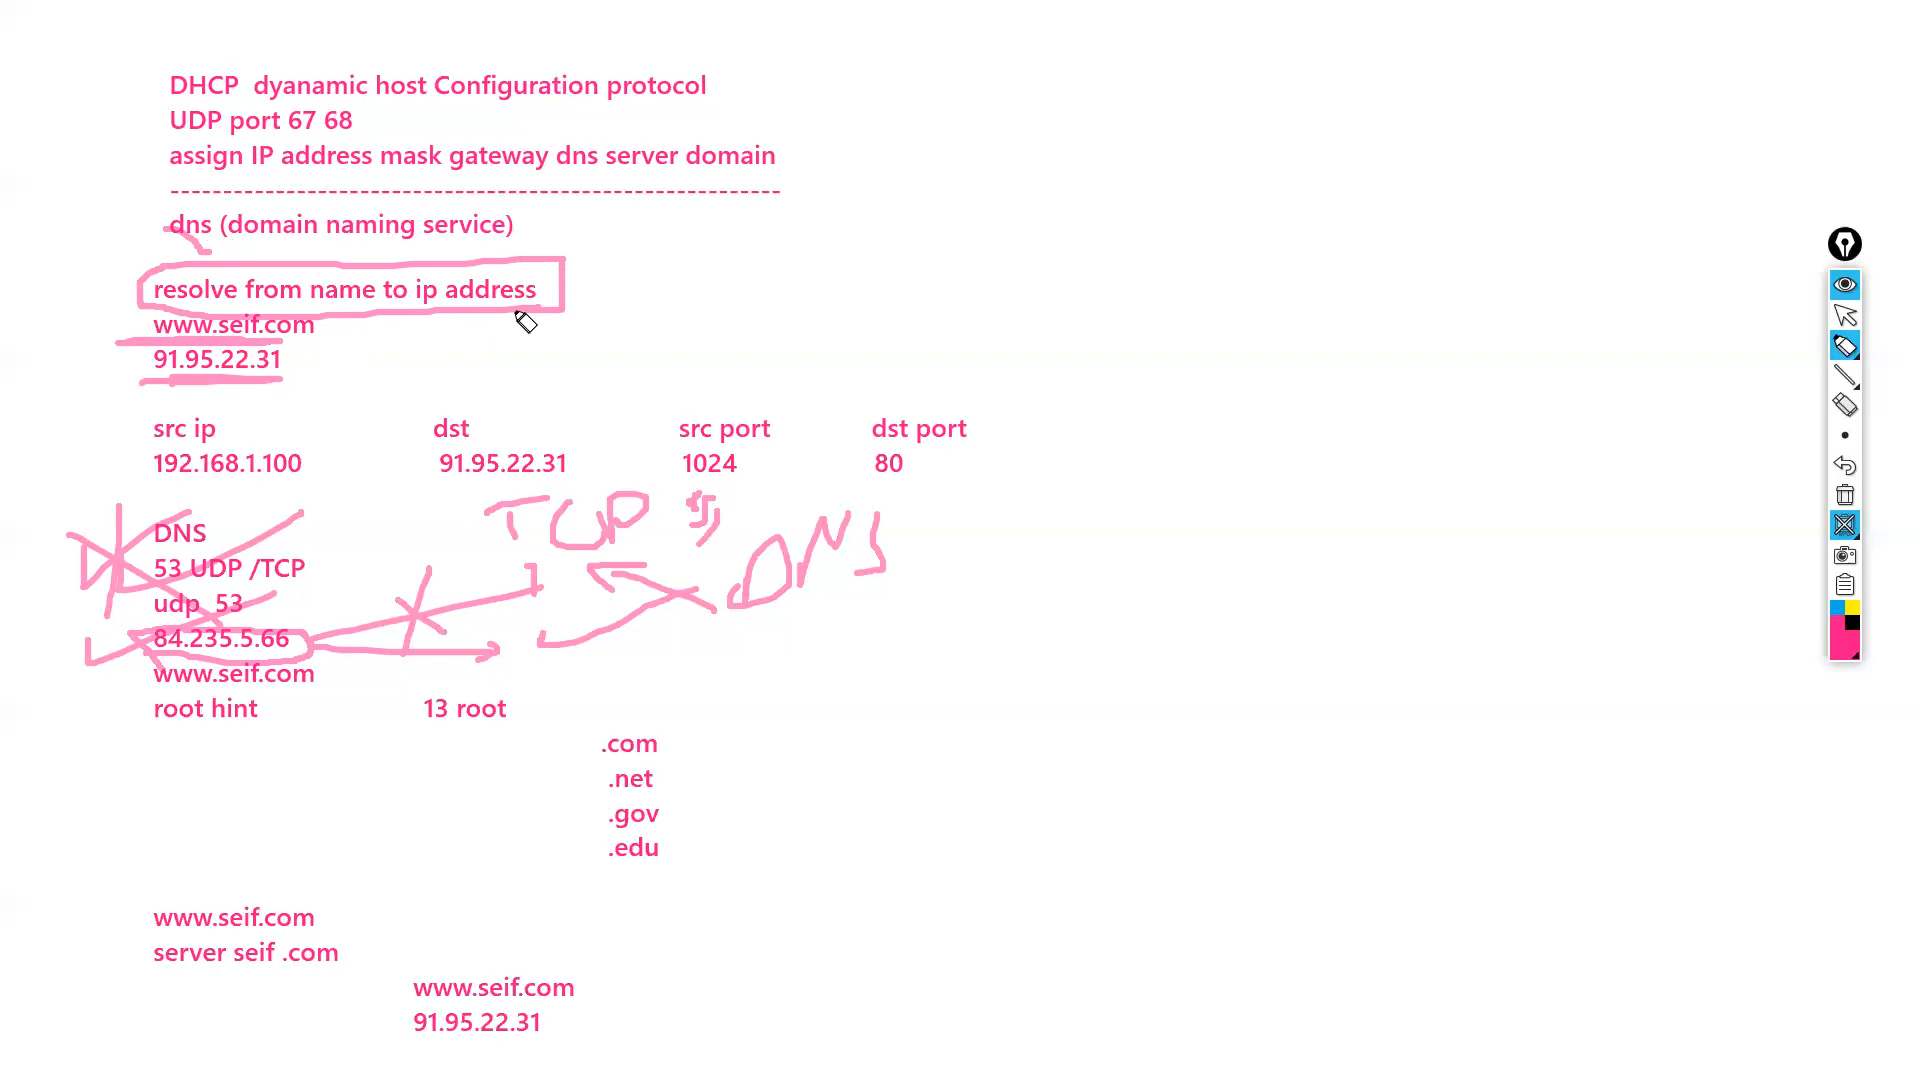 DHCP  dyanamic host Configuration protocol
UDP port 67 68
assign IP address mask gateway dns server domain
----------------------------------------------------------
dns (domain naming service)
resolve from name to ip address
www.seif.com
91.95.22.31
src ip dst src port dst port
192.168.1.100 91.95.22.31 1024 80
TCP
DNS
DNS
53 UDP /TCP
udp  53
84.235.5.66
www.seif.com
root hint 13 root
.com
.net
.gov
.edu
www.seif.com
server seif .com
www.seif.com
91.95.22.31